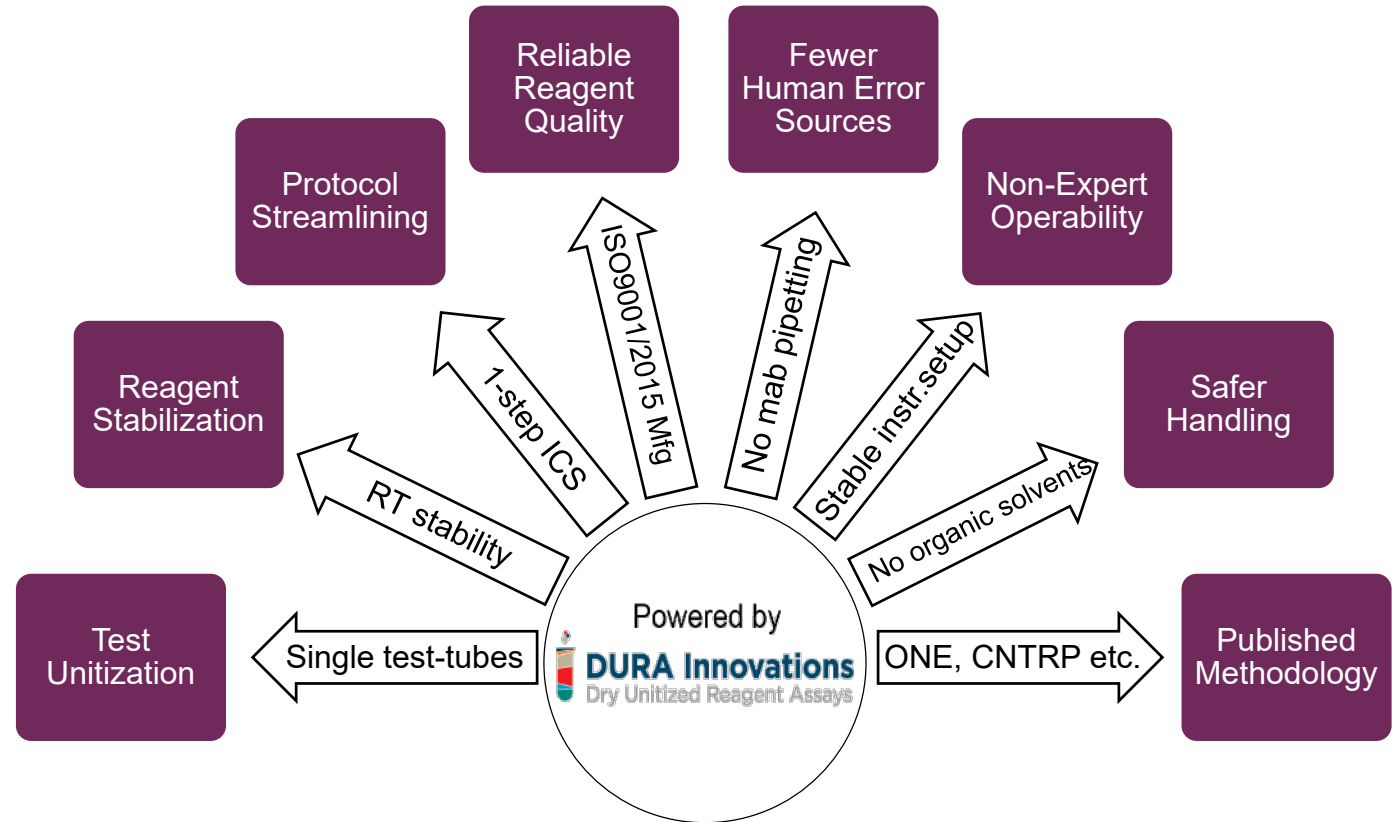 Reliable
Reagent
Quality
Fewer
Human Error
Sources
Protocol
Streamlining
Non-Expert
Operability
ISO9001/2015 Mfg
No mab pipetting
1-step ICS
Stable instr.setup
Reagent
Stabilization
Safer
Handling
RT stability
No organic solvents
Test
Unitization
Single test-tubes
Powered by
DURA Innovations
Dry Unitized Reagent Assays
ONE, CNTRP etc.
Published
Methodology